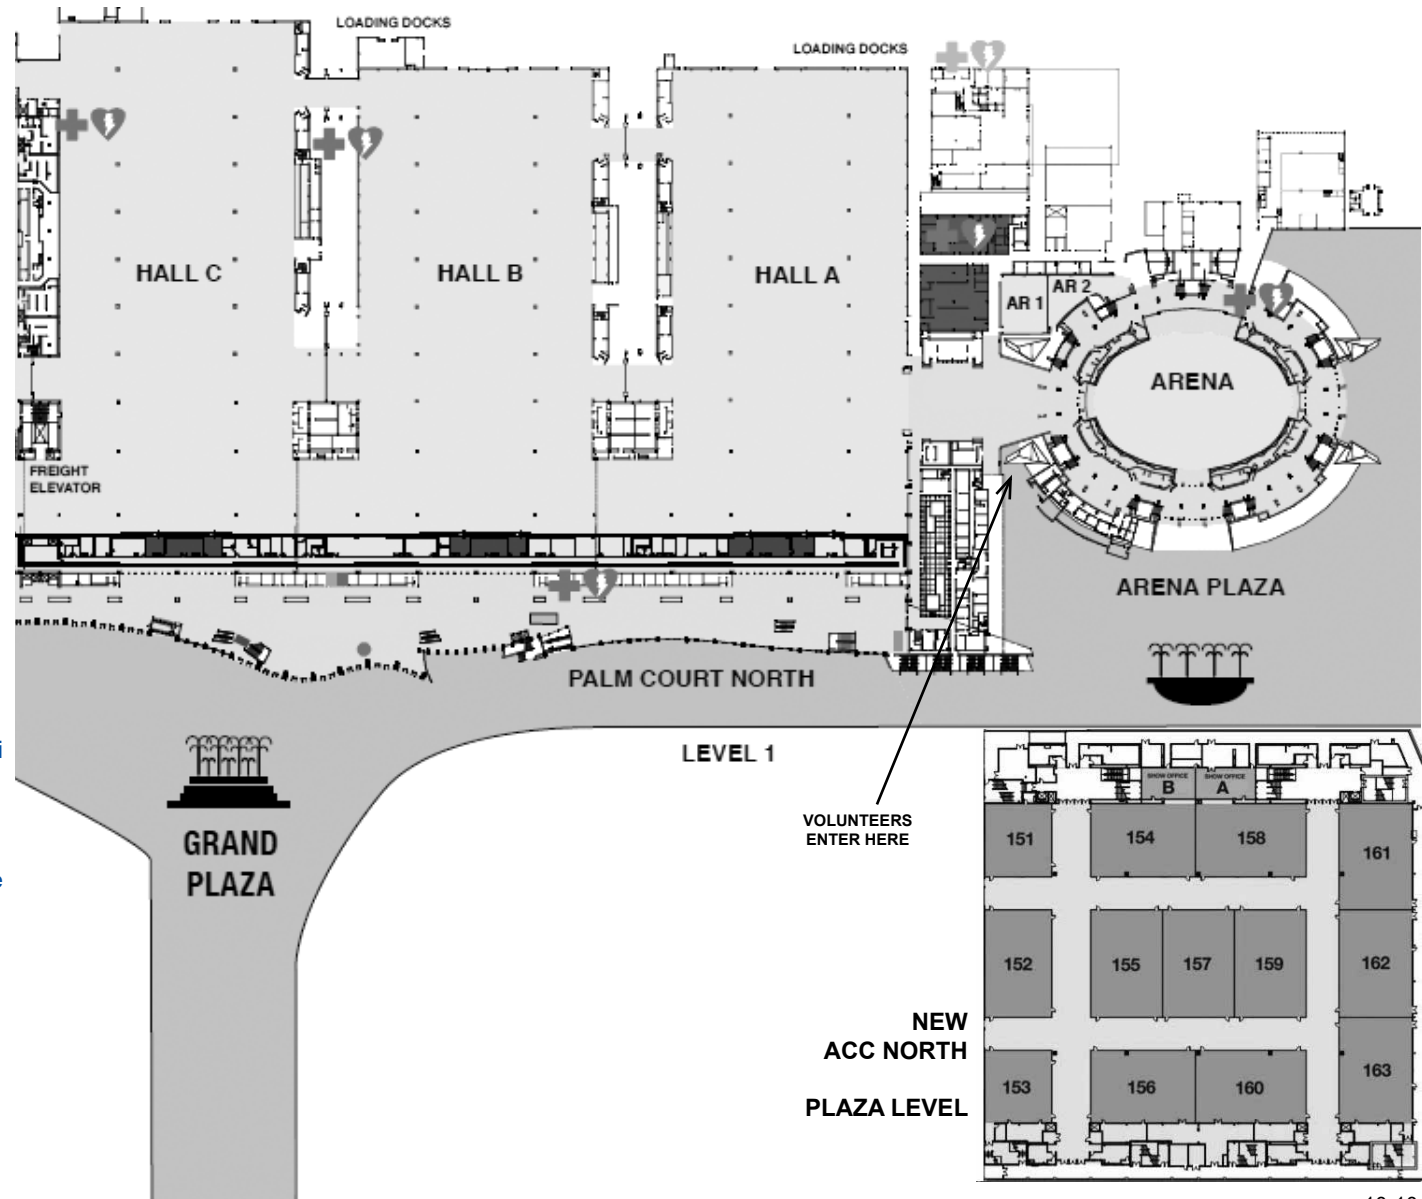 LOADING DOCKS
LOADING DOCKS
HALL C
HALL B
HALL A
AR 1
AR 2
ARENA
FREIGHT
ELEVATOR
ARENA PLAZA
PALM COURT NORTH
LEVEL 1
GRAND
PLAZA
VOLUNTEERS
ENTER HERE
SHOW OFFICE
B
SHOW OFFICE
A
151
154
158
161
152
155
157
159
162
NEW
ACC NORTH
153
156
160
163
PLAZA LEVEL